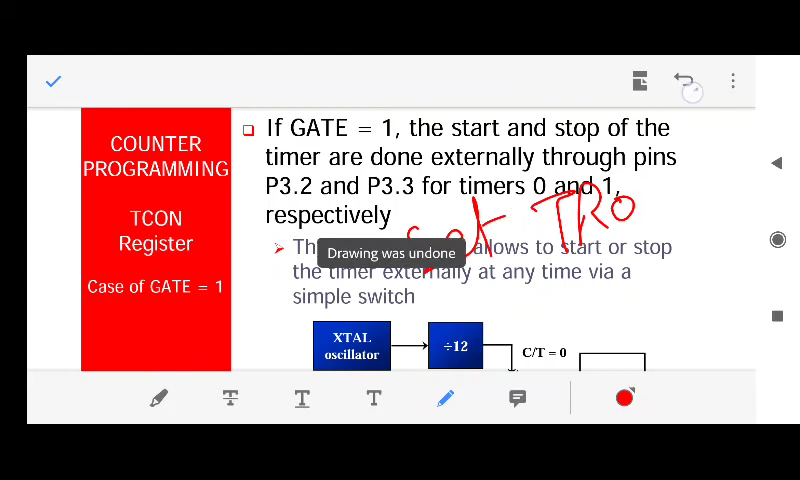 COUNTER
PROGRAMMING
TCON
Register
Case of GATE = 1
If GATE = 1, the start and stop of the
timer are done externally through pins
P3.2 and P3.3 for timers 0 and 1,
respectively
TR0
Th allows to start or stop
Drawing was undone
the timer externally at any time via a
simple switch
XTAL
oscillator
÷12
C/T = 0